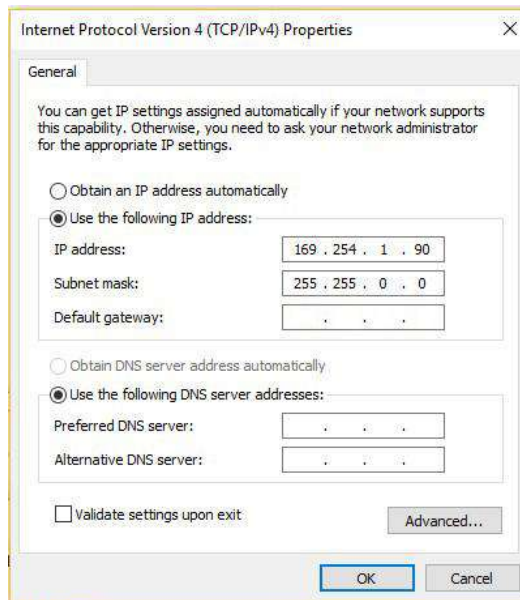 Internet Protocol Version 4 (TCP/IPv4) Properties
General
You can get IP settings assigned automatically if your network supports
this capability. Otherwise, you need to ask your network administrator
for the appropriate IP settings.
Obtain an IP address automatically
Use the following IP address:
IP address: 169 . 254 . 1 . 90
Subnet mask: 255 . 255 . 0 . 0
Default gateway: . . .
Obtain DNS server address automatically
Use the following DNS server addresses:
Preferred DNS server: . . .
Alternative DNS server: . . .
Validate settings upon exit
Advanced...
OK Cancel